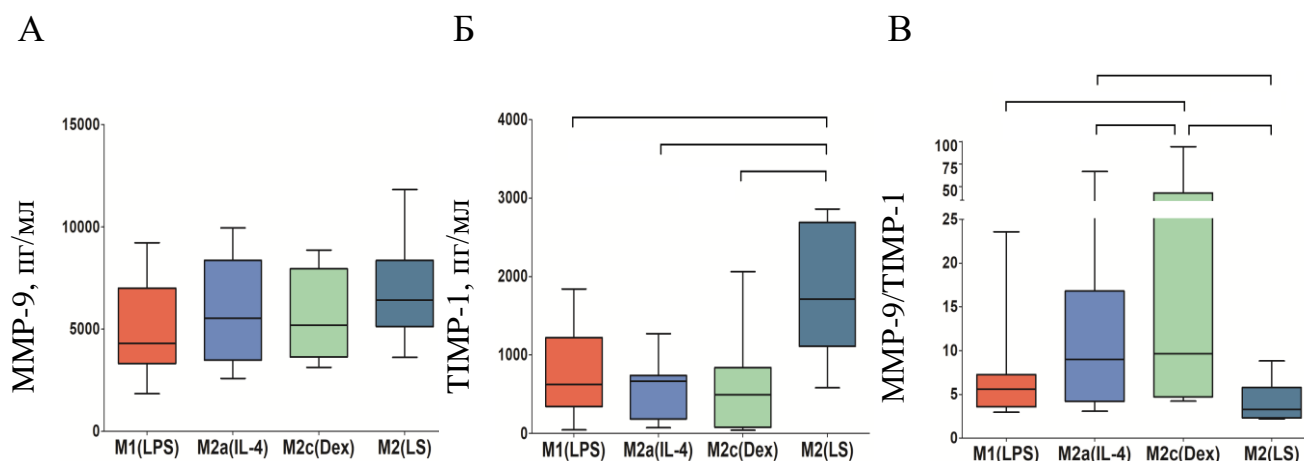 А
ММР-9, пг/мл
15000
10000
5000
0
M1(LPS) M2a(IL-4) M2c(Dex) M2(LS)
Б
TIMP-1, пг/мл
4000
3000
2000
1000
0
M1(LPS) M2a(IL-4) M2c(Dex) M2(LS)
В
MMP-9/TIMP-1
100
75
50
25
20
15
10
5
0
M1(LPS) M2a(IL-4) M2c(Dex) M2(LS)